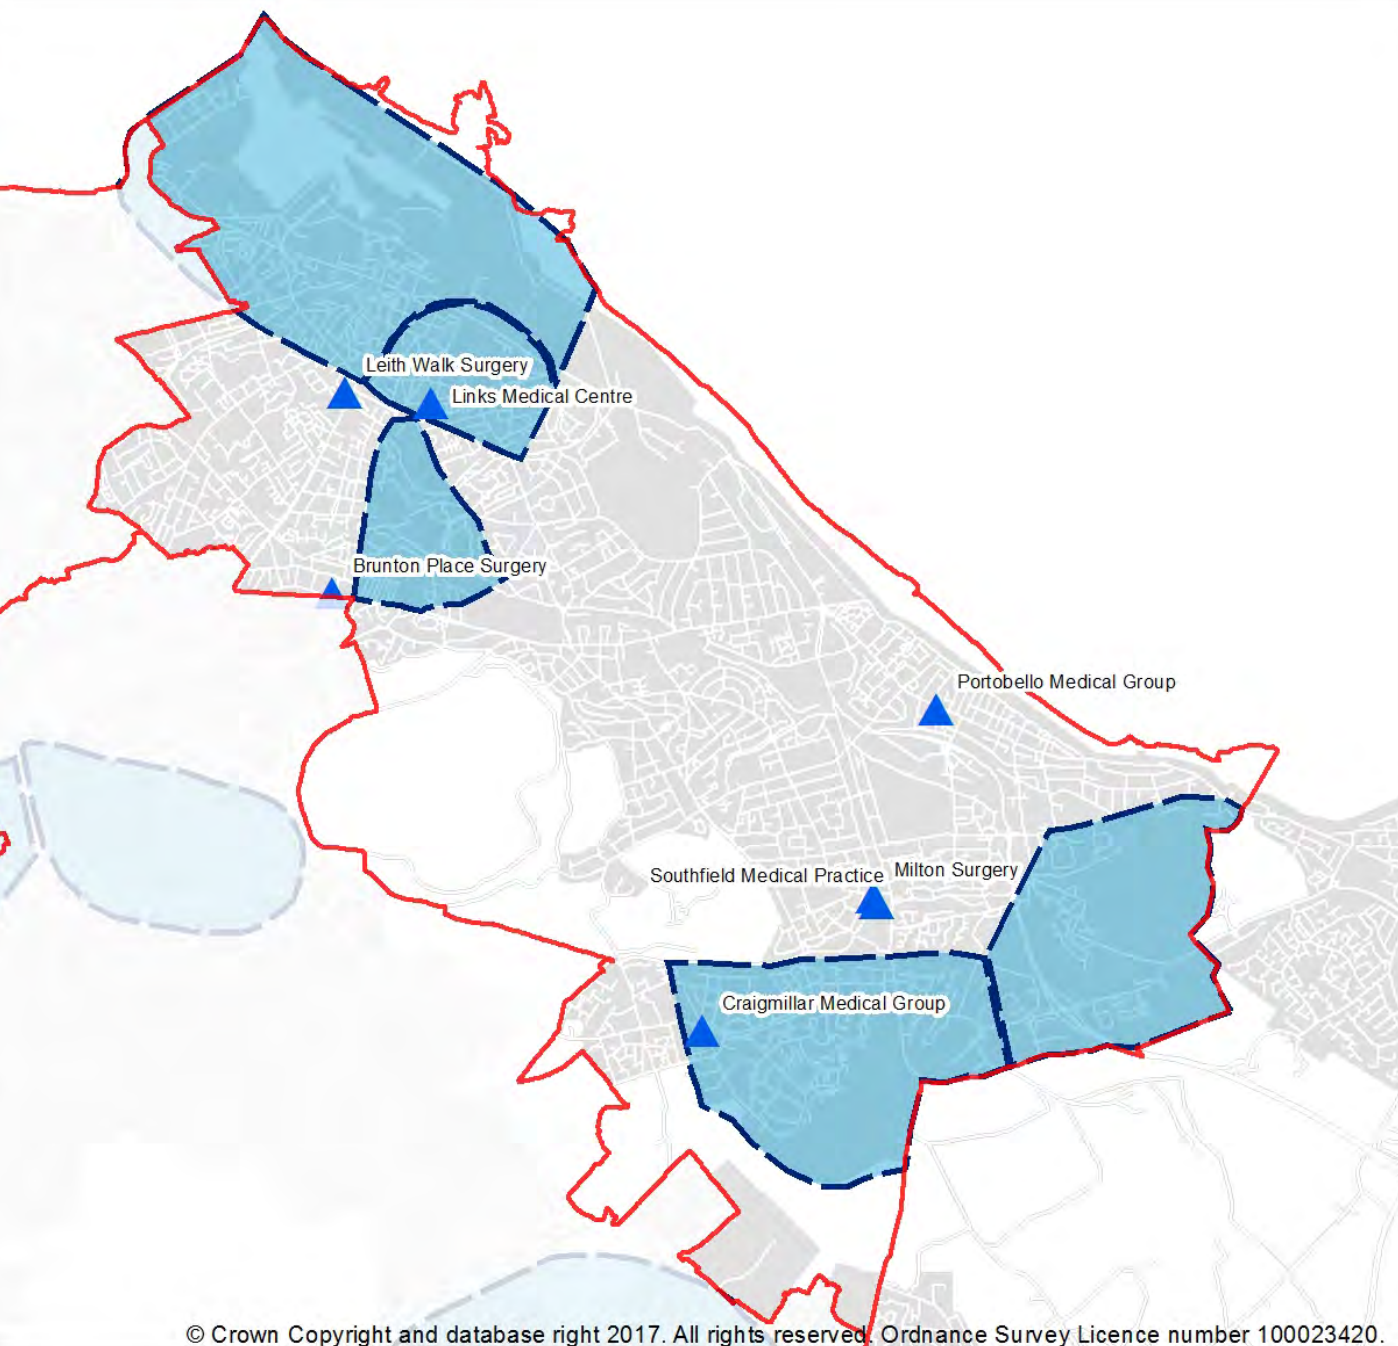 Leith Walk Surgery
Links Medical Centre
Brunton Place Surgery
Portobello Medical Group
Southfield Medical Practice
Milton Surgery
Craigmillar Medical Group
© Crown Copyright and database right 2017. All rights reserved. Ordnance Survey Licence number 100023420.